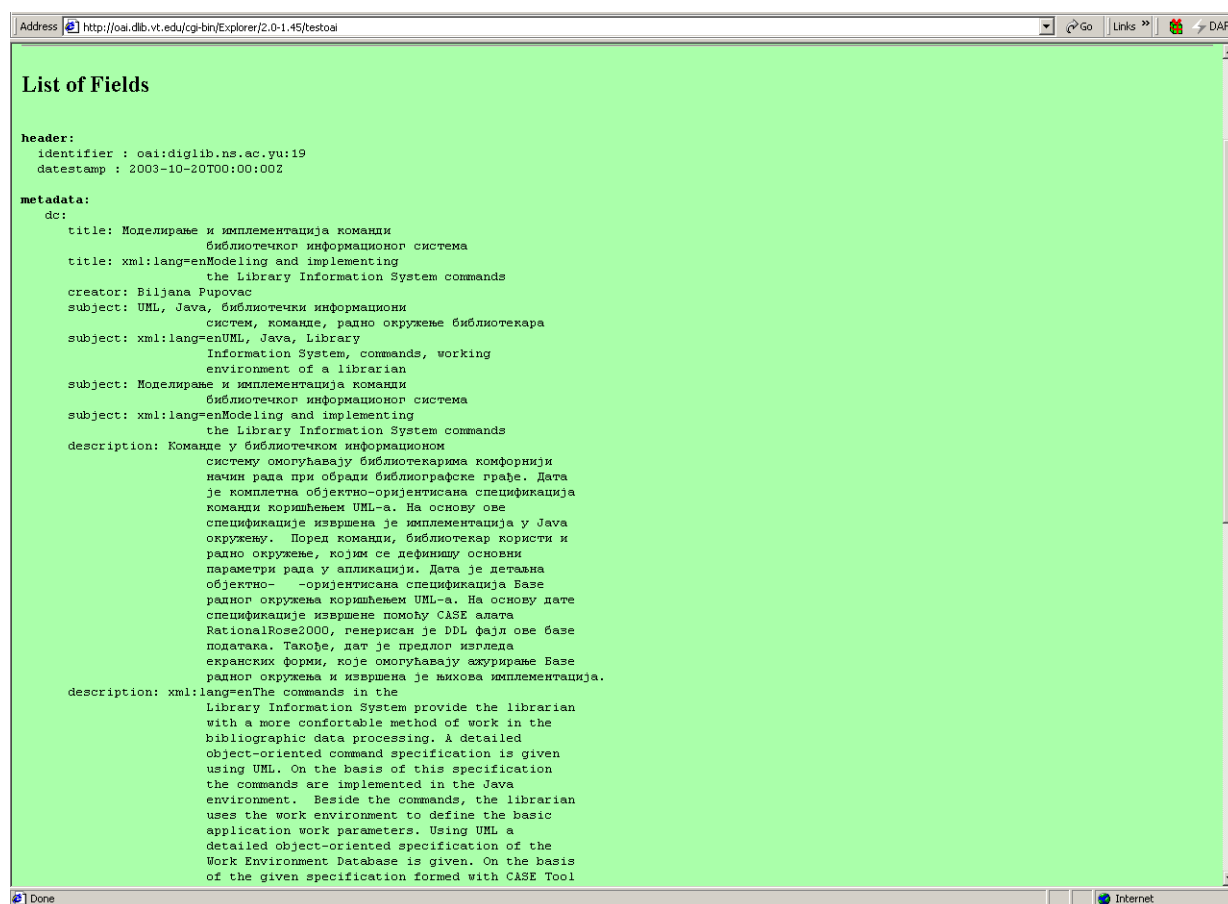 Address http://oai.dlib.vt.edu/cgi-bin/Explorer/2.0-1.45/testoai Go Links » DAP
List of Fields
header:
identifier : oai:diglib.ns.ac.yu:19
datestamp : 2003-10-20T00:00:00Z
metadata:
dc:
title: Моделирање и имплементација команди
библиотечког информационог система
title: xml:lang=enModeling and implementing
the Library Information System commands
creator: Biljana Pupovac
subject: UML, Java, библиотечки информациони
систем, команде, радно окружење библиотекара
subject: xml:lang=enUML, Java, Library
Information System, commands, working
environment of a librarian
subject: Моделирање и имплементација команди
библиотечког информационог система
subject: xml:lang=enModeling and implementing
the Library Information System commands
description: Команде у библиотечком информационом
систему омогућавају библиотекарима комфорнији
начин рада при обради библиографске грађе. Дата
је комплетна објектно-оријентисана спецификација
команди коришћењем UML-а. На основу ове
спецификације извршена је имплементација у Java
окружењу.  Поред команди, библиотекар користи и
радно окружење, којим се дефинишу основни
параметри рада у апликацији. Дата је детаљна
објектно-   -оријентисана спецификација Базе
радног окружења коришћењем UML-а. На основу дате
спецификације извршене помоћу CASE алата
RationalRose2000, генерисан је DDL фајл ове базе
података. Такође, дат је предлог изгледа
екранских форми, које омогућавају ажурирање Базе
радног окружења и извршена је њихова имплементација.
description: xml:lang=enThe commands in the
Library Information System provide the librarian
with a more confortable method of work in the
bibliographic data processing. A detailed
object-oriented command specification is given
using UML. On the basis of this specification
the commands are implemented in the Java
environment.  Beside the commands, the librarian
uses the work environment to define the basic
application work parameters. Using UML a
detailed object-oriented specification of the
Work Environment Database is given. On the basis
of the given specification formed with CASE Tool
Done Internet